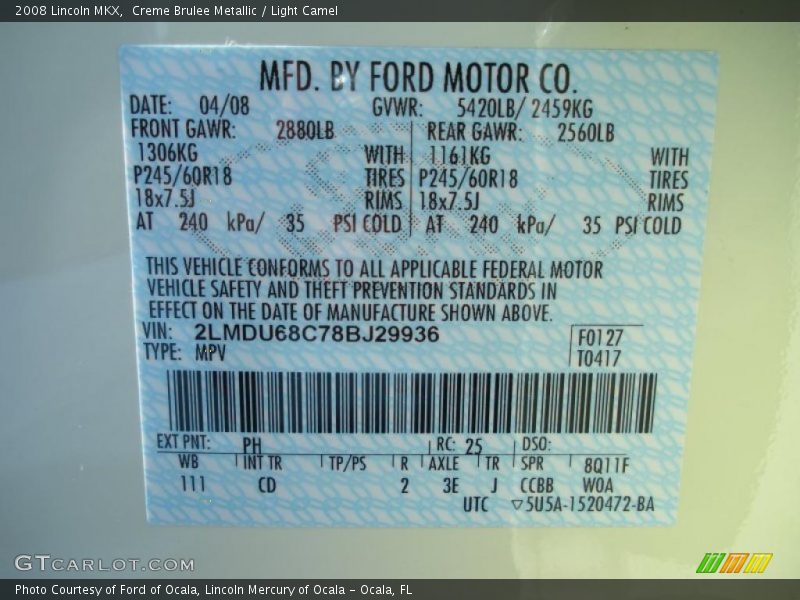 2008 Lincoln MKX, Creme Brulee Metallic / Light Camel
MFD. BY FORD MOTOR CO.
DATE: 04/08 GVWR: 5420LB/ 2459KG
FRONT GAWR: 2880LB REAR GAWR: 2560LB
1306KG WITH 1161KG WITH
P245/60R18 TIRES P245/60R18 TIRES
18x7.5J RIMS 18x7.5J RIMS
AT 240 kPa/ 35 PSI COLD AT 240 kPa/ 35 PSI COLD
THIS VEHICLE CONFORMS TO ALL APPLICABLE FEDERAL MOTOR
VEHICLE SAFETY AND THEFT PREVENTION STANDARDS IN
EFFECT ON THE DATE OF MANUFACTURE SHOWN ABOVE.
VIN: 2LMDU68C78BJ29936 F0127
TYPE: MPV T0417
EXT PNT: PH RC: 25 DSO:
WB INT TR TP/PS R AXLE TR SPR 8Q11F
111 CD 2 3E J CCBB W0A
UTC ▽5U5A-1520472-BA
GTCARLOT.COM
Photo Courtesy of Ford of Ocala, Lincoln Mercury of Ocala - Ocala, FL